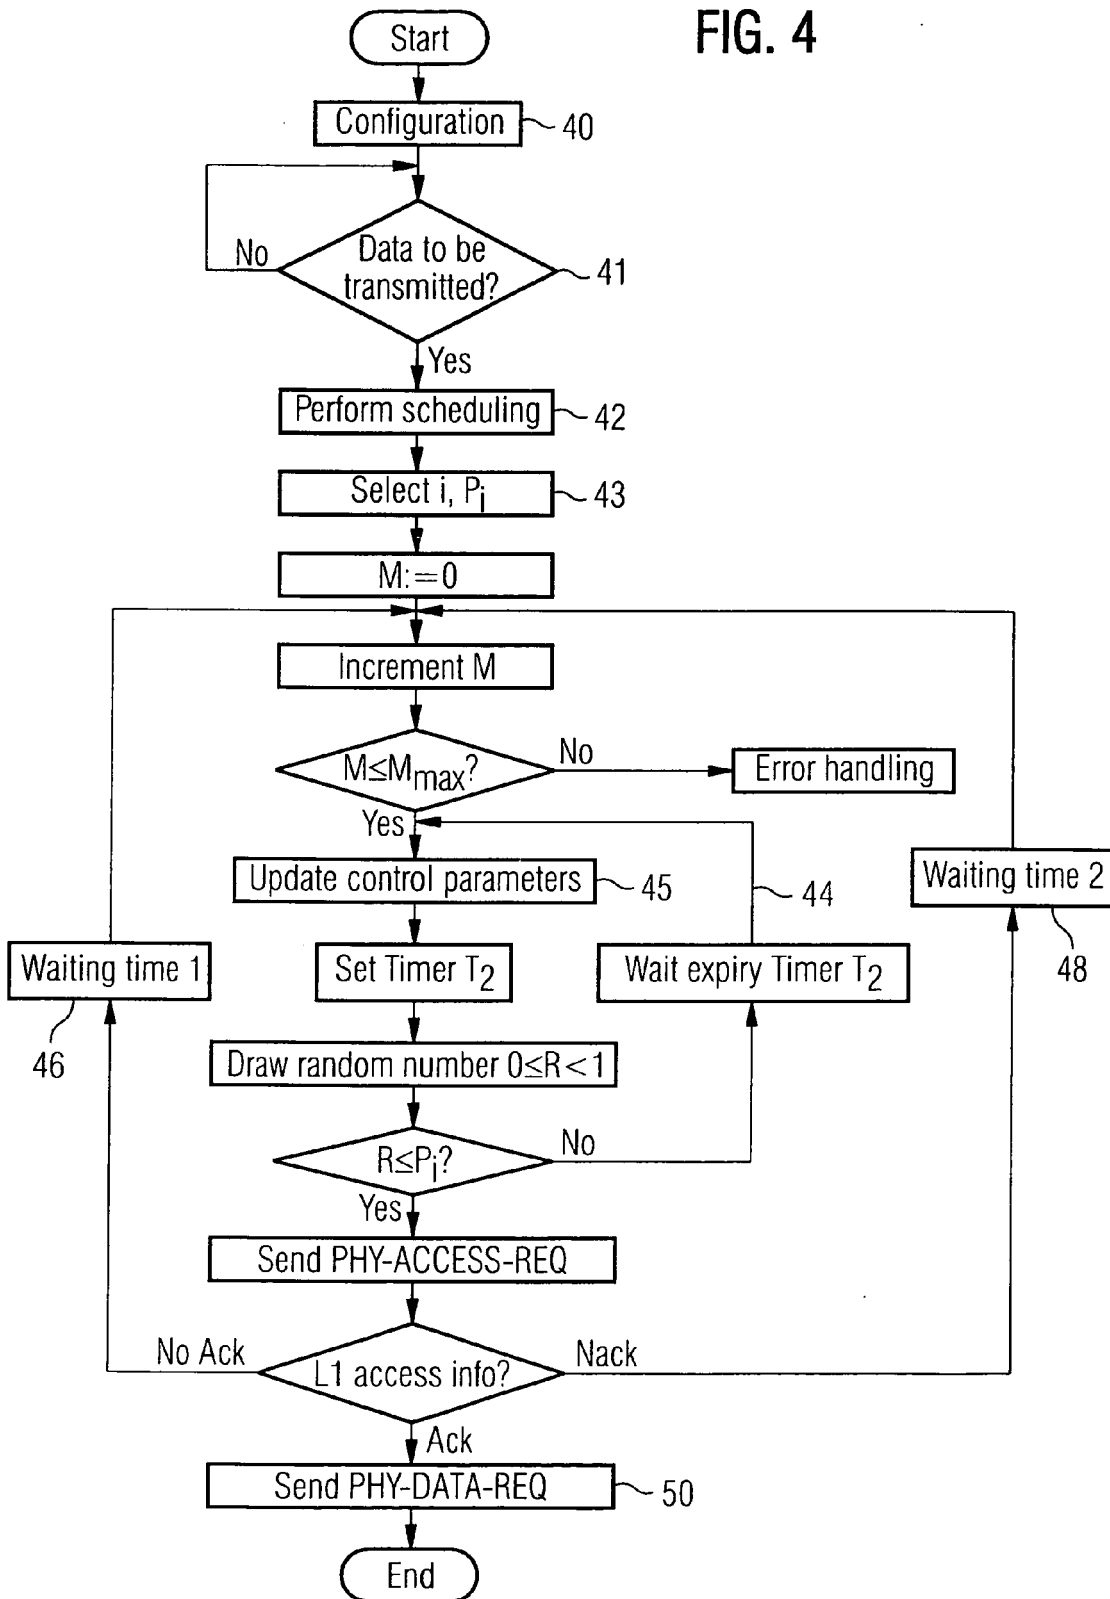 FIG. 4
Start
Configuration
40
Data to be
transmitted?
41
No
Yes
Perform scheduling
42
Select i, Pi
43
M:=0
Increment M
M≤Mmax?
No
Error handling
Yes
Update control parameters
45
44
Waiting time 2
48
Waiting time 1
46
Set Timer T2
Wait expiry Timer T2
Draw random number 0≤R<1
R≤Pi?
No
Yes
Send PHY-ACCESS-REQ
L1 access info?
No Ack
Nack
Ack
Send PHY-DATA-REQ
50
End